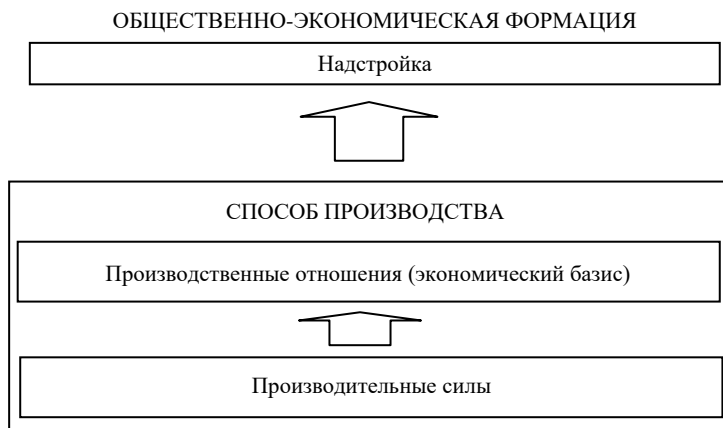 ОБЩЕСТВЕННО-ЭКОНОМИЧЕСКАЯ ФОРМАЦИЯ
Надстройка
СПОСОБ ПРОИЗВОДСТВА
Производственные отношения (экономический базис)
Производительные силы